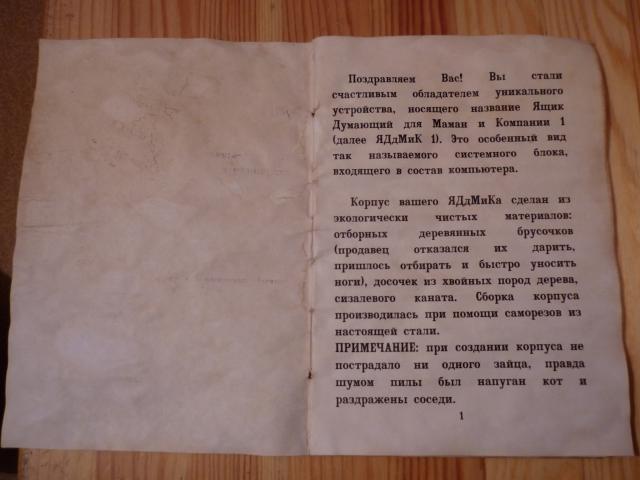 Поздравляем Вас! Вы стали
счастливым обладателем уникального
устройства, носящего название Ящик
Думающий для Маман и Компании 1
(далее ЯДдМиК 1). Это особенный вид
так называемого системного блока,
входящего в состав компьютера.
Корпус вашего ЯДдМиКа сделан из
экологически чистых материалов:
отборных деревянных брусочков
(продавец отказался их дарить,
пришлось отбирать и быстро уносить
ноги), досочек из хвойных пород дерева,
сизалевого каната. Сборка корпуса
производилась при помощи саморезов из
настоящей стали.
ПРИМЕЧАНИЕ: при создании корпуса не
пострадало ни одного зайца, правда
шумом пилы был напуган кот и
раздражены соседи.
1